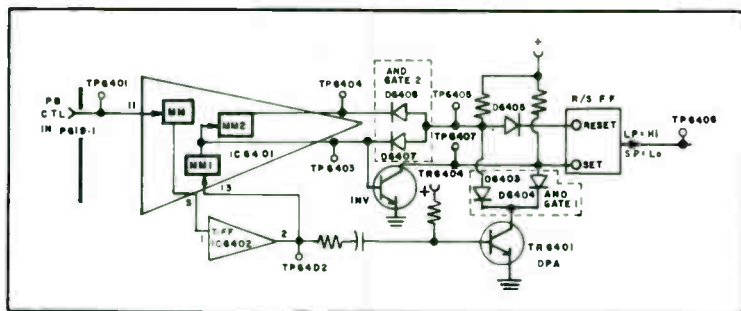 PB
CTL
IN P619-1
TP6401
11
MM
MM2
MM1
IC6401
13
5
1
T/FF
IC6402
2
TP6402
TP6404
TP6403
AND
GATE 2
D6406
D6407
INV
TR6404
+
TP6405
TP6407
+
D6405
D6403
D6404
AND
GATE 1
TR6401
DPA
R/S FF
RESET
SET
LP=Hi
SP=Lo
TP6406